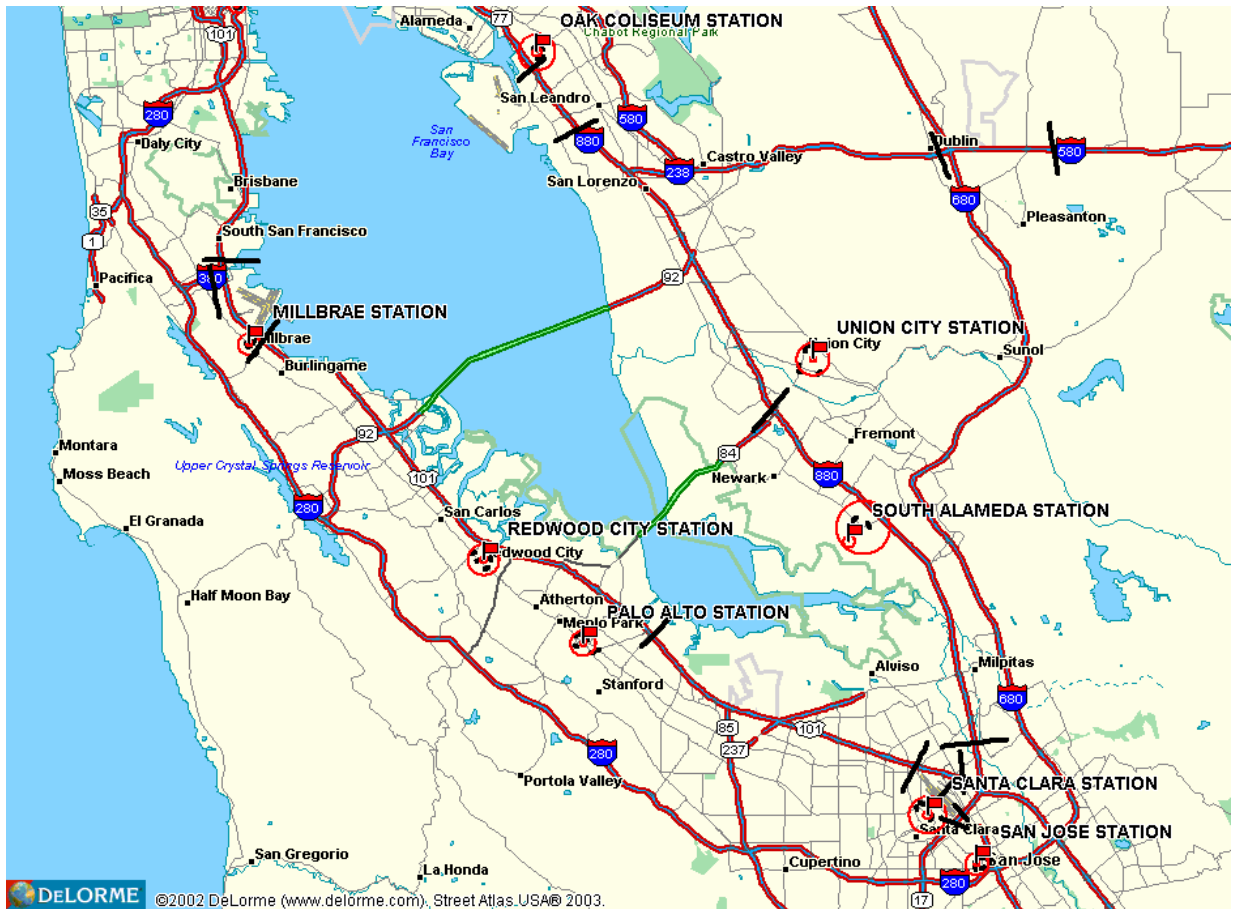 101
77
OAK COLISEUM STATION
Alameda
Chabot Regional Park
San Leandro
280
Daly City
San
Francisco
Bay
580
880
Castro Valley
238
Dublin
580
Brisbane
San Lorenzo
680
35
1
South San Francisco
Pleasanton
Pacifica
380
92
MILLBRAE STATION
Millbrae
UNION CITY STATION
Union City
Sunol
Burlingame
92
Fremont
Montara
Upper Crystal Springs Reservoir
84
Moss Beach
101
Newark
880
280
San Carlos
SOUTH ALAMEDA STATION
El Granada
REDWOOD CITY STATION
Redwood City
Half Moon Bay
Atherton
PALO ALTO STATION
Menlo Park
Alviso
Milpitas
Stanford
680
85
101
237
280
Portola Valley
SANTA CLARA STATION
Santa Clara
SAN JOSE STATION
San Jose
San Gregorio
La Honda
Cupertino
280
17
DELORME
©2002 DeLorme (www.delorme.com). Street Atlas USA® 2003.